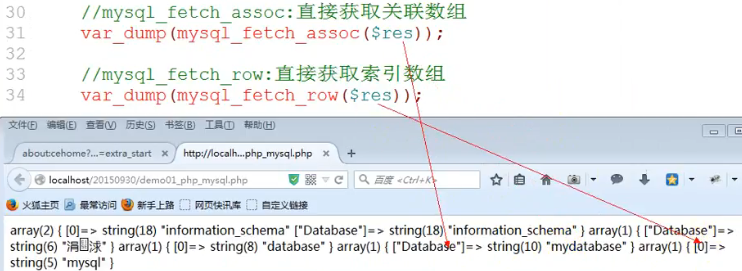 30 //mysql_fetch_assoc:直接获取关联数组
31 var_dump(mysql_fetch_assoc($res));
32
33 //mysql_fetch_row:直接获取索引数组
34 var_dump(mysql_fetch_row($res));
文件(F) 编辑(E) 查看(V) 历史(S) 书签(B) 工具(T) 帮助(H)
about:cehome?...=extra_start × http://localh...php_mysql.php × +
localhost/20150930/demo01_php_mysql.php 百度 <Ctrl+K>
火狐主页 最常访问 新手上路 网页快讯库 自定义链接
array(2) { [0]=> string(18) "information_schema" ["Database"]=> string(18) "information_schema" } array(1) { ["Database"]=>
string(6) "涓浗" } array(1) { [0]=> string(8) "database" } array(1) { ["Database"]=> string(10) "mydatabase" } array(1) { [0]=>
string(5) "mysql" }